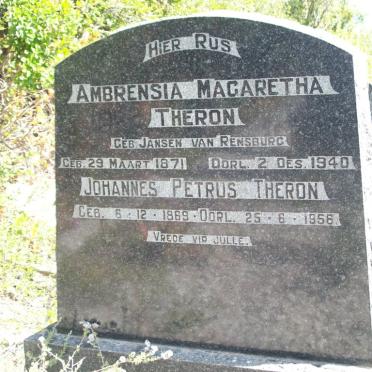 HIER RUS
AMBRENSIA MAGARETHA
THERON
GEB JANSEN VAN RENSBURG
GEB. 29 MAART 1871 OORL. 2 DES. 1940
JOHANNES PETRUS THERON
GEB. 6-12-1869-OORL. 25-6-1956
VREDE VIR JULLE.